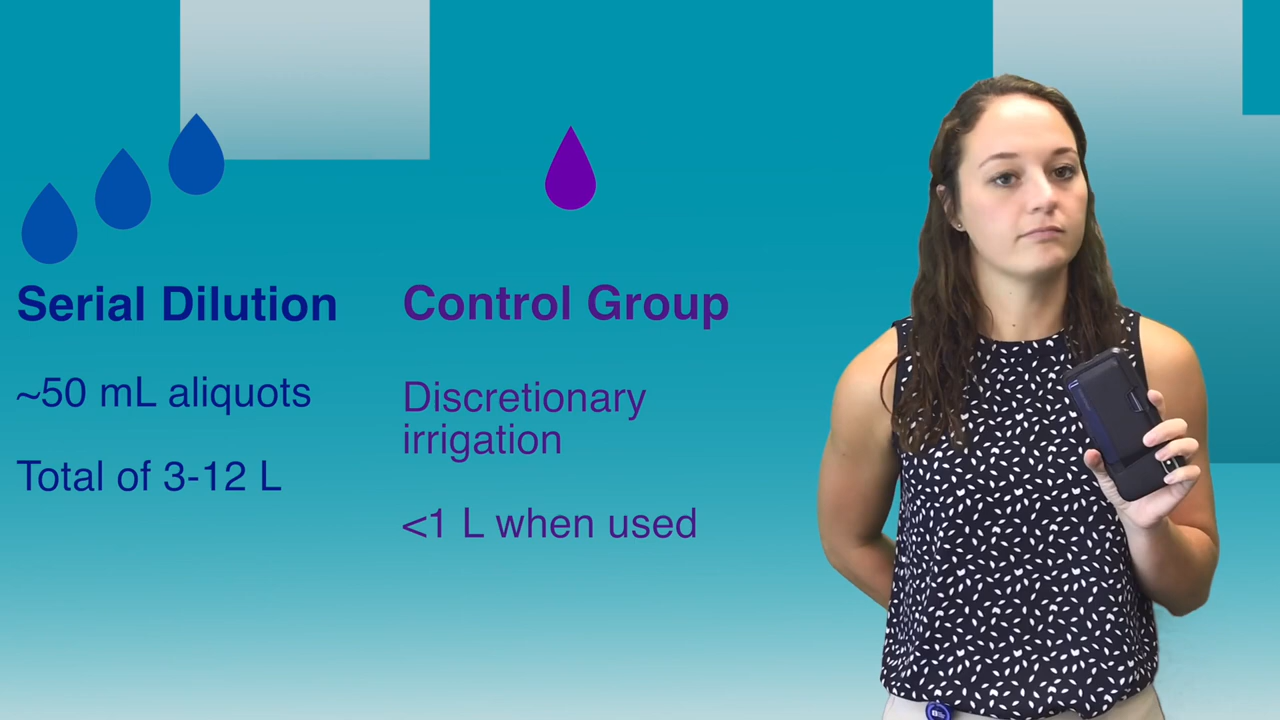 Serial Dilution
~50 mL aliquots
Total of 3-12 L
Control Group
Discretionary
irrigation
<1 L when used